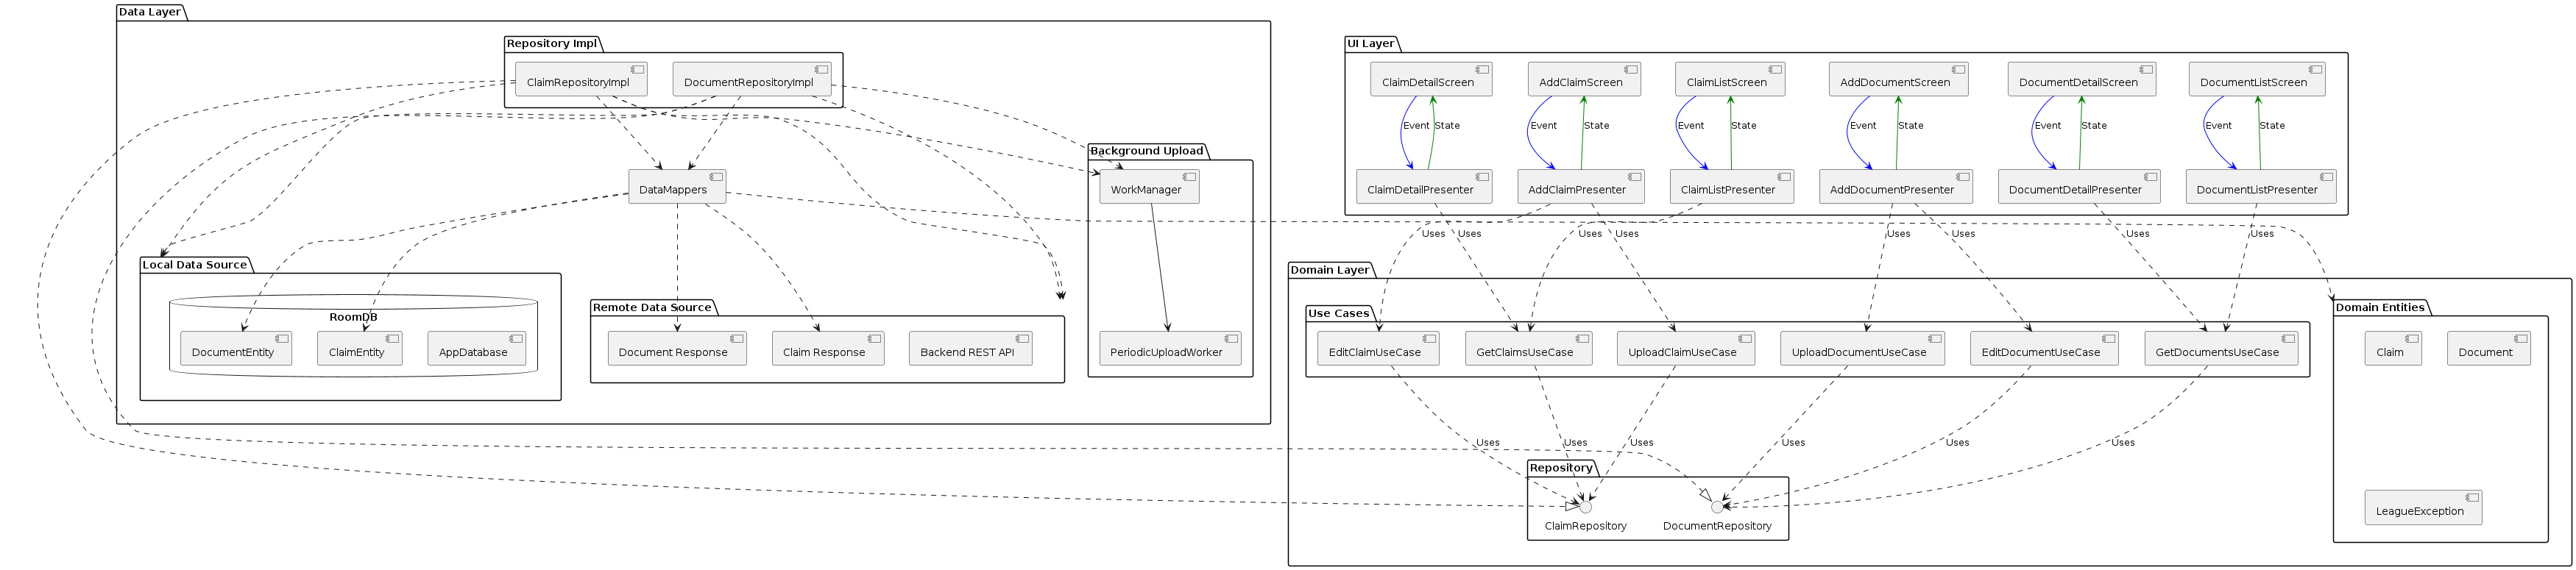 Data Layer
Repository Impl
ClaimRepositoryImpl
DocumentRepositoryImpl
DataMappers
Background Upload
WorkManager
PeriodicUploadWorker
Local Data Source
RoomDB
DocumentEntity
ClaimEntity
AppDatabase
Remote Data Source
Document Response
Claim Response
Backend REST API
UI Layer
ClaimDetailScreen
AddClaimScreen
ClaimListScreen
AddDocumentScreen
DocumentDetailScreen
DocumentListScreen
Event
State
Event
State
Event
State
Event
State
Event
State
Event
State
ClaimDetailPresenter
AddClaimPresenter
ClaimListPresenter
AddDocumentPresenter
DocumentDetailPresenter
DocumentListPresenter
Uses
Uses
Uses
Uses
Uses
Uses
Uses
Uses
Domain Layer
Use Cases
EditClaimUseCase
GetClaimsUseCase
UploadClaimUseCase
UploadDocumentUseCase
EditDocumentUseCase
GetDocumentsUseCase
Uses
Uses
Uses
Uses
Uses
Uses
Repository
ClaimRepository
DocumentRepository
Domain Entities
Claim
Document
LeagueException